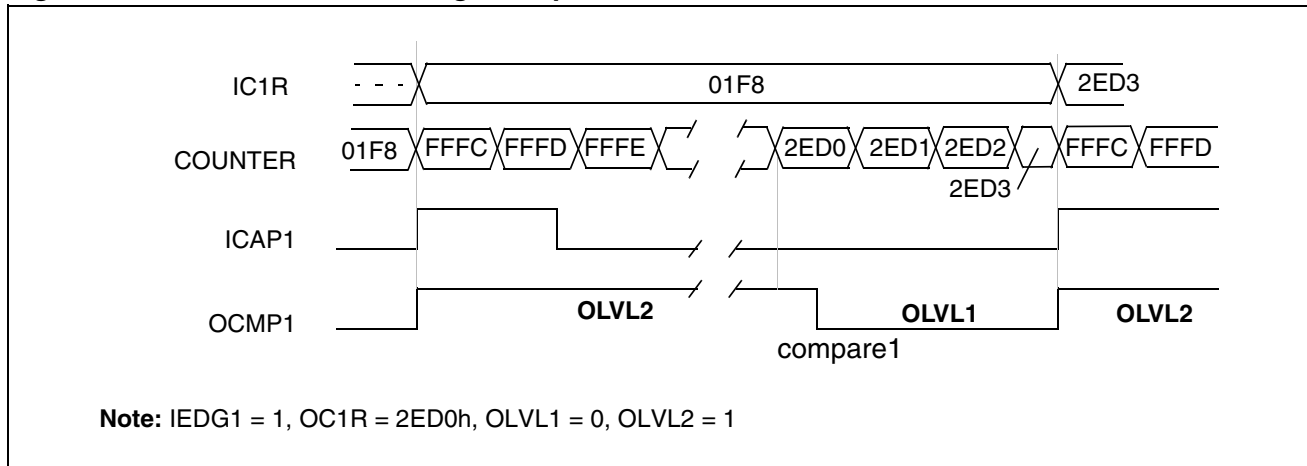 IC1R - - - 01F8 2ED3
COUNTER 01F8 FFFC FFFD FFFE 2ED0 2ED1 2ED2 FFFC FFFD
2ED3
ICAP1
OCMP1 OLVL2 OLVL1 OLVL2
compare1
Note: IEDG1 = 1, OC1R = 2ED0h, OLVL1 = 0, OLVL2 = 1